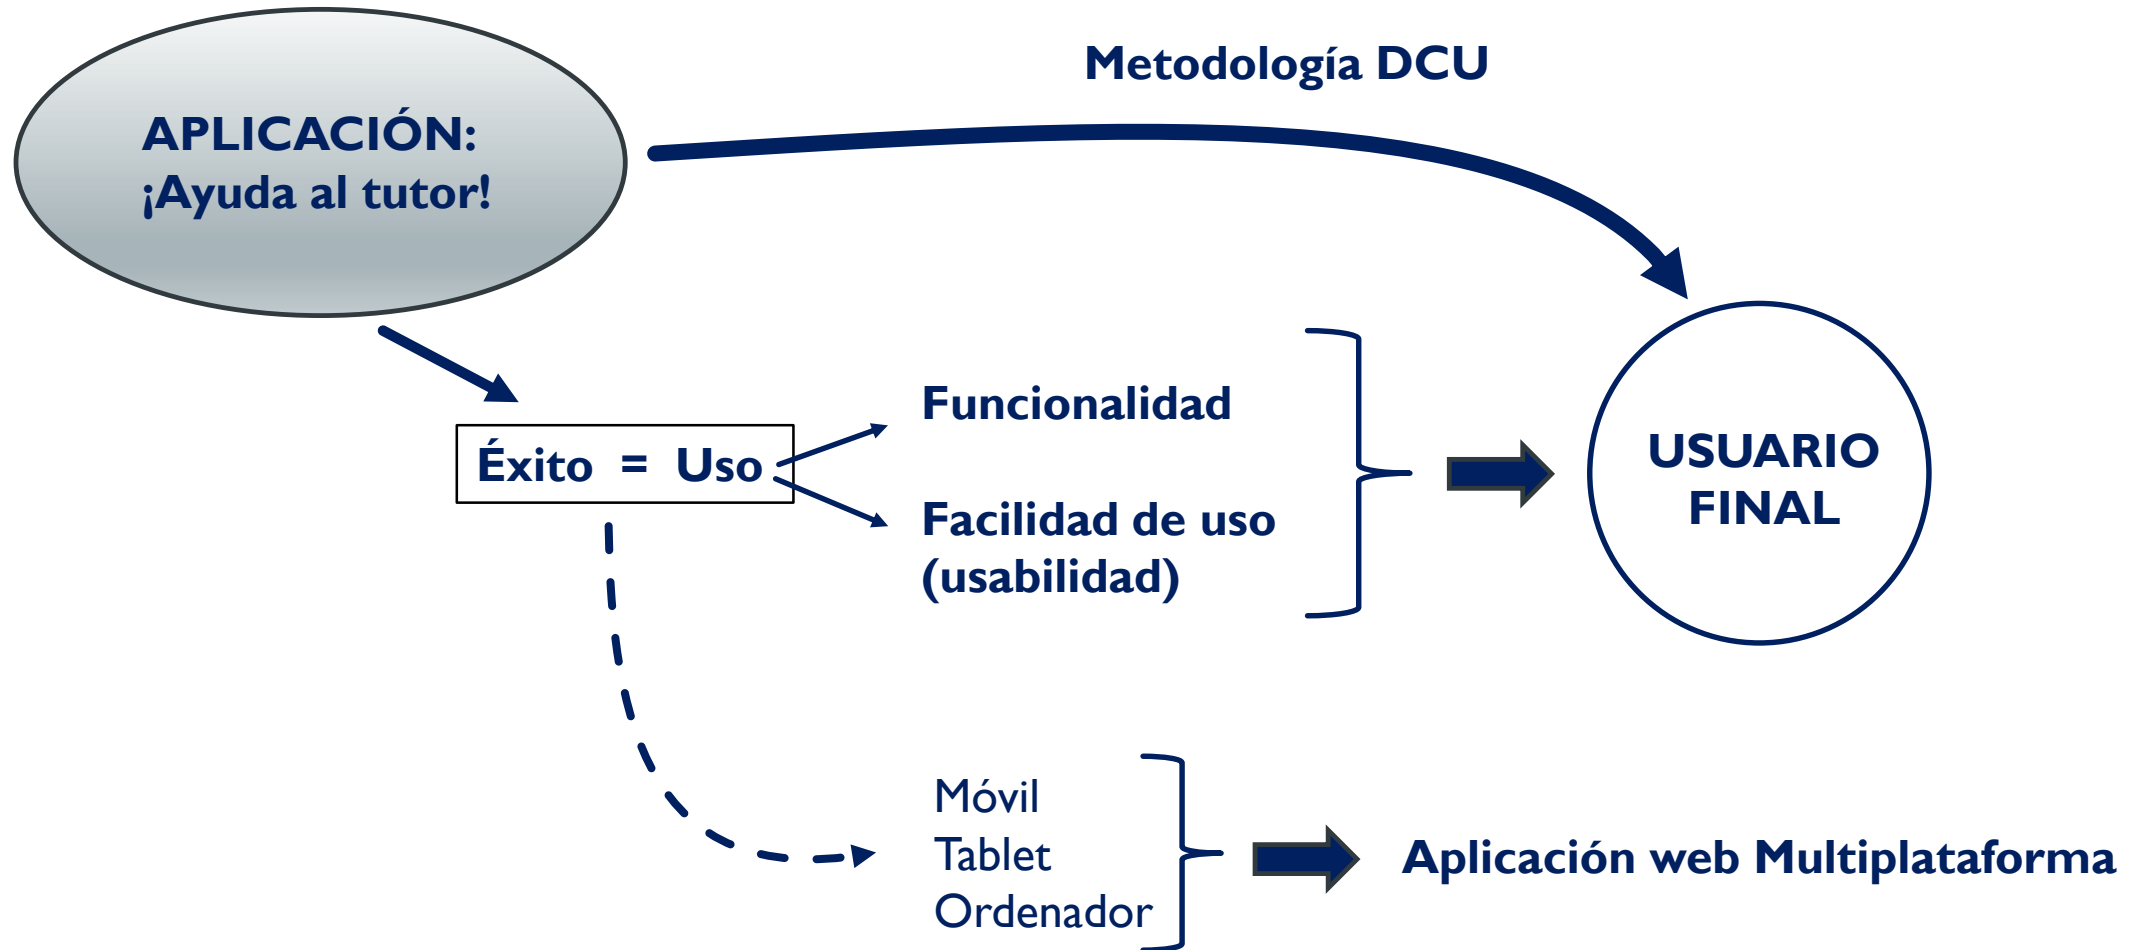 Metodología DCU
APLICACIÓN:
¡Ayuda al tutor!
Funcionalidad
Éxito = Uso
Facilidad de uso
(usabilidad)
USUARIO
FINAL
Móvil
Tablet
Ordenador
Aplicación web Multiplataforma